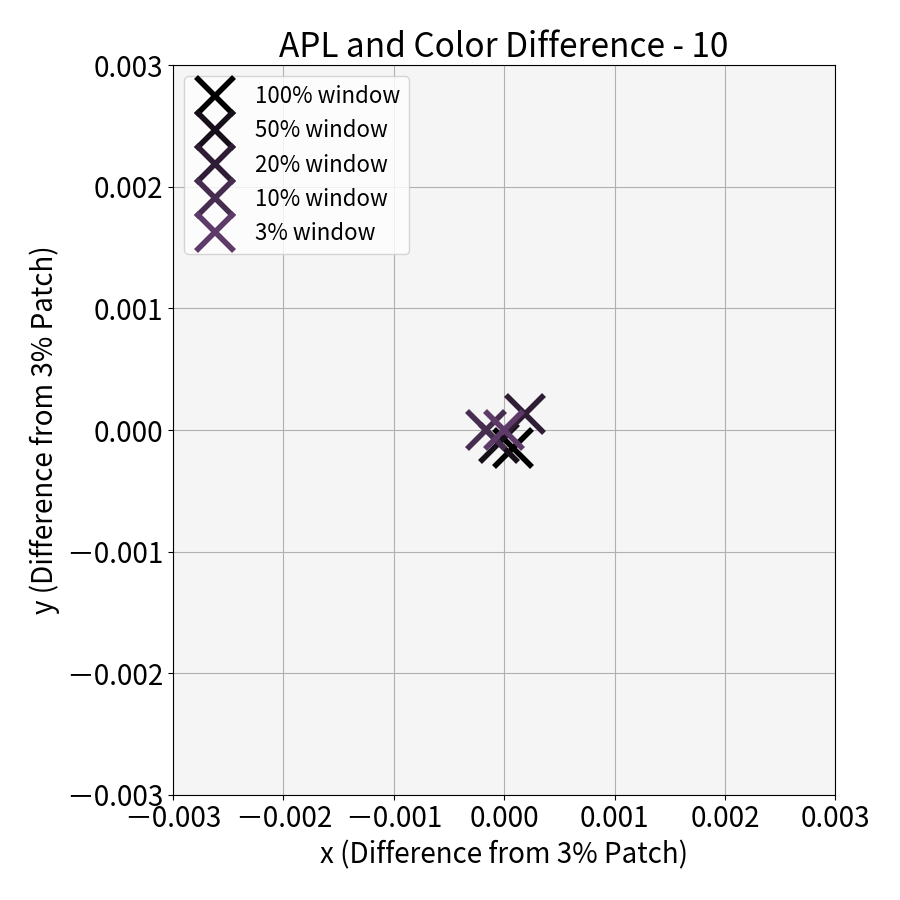 APL and Color Difference - 10
0.003
0.002
0.001
0.000
−0.001
−0.002
−0.003
y (Difference from 3% Patch)
100% window
50% window
20% window
10% window
3% window
−0.003 −0.002 −0.001 0.000 0.001 0.002 0.003
x (Difference from 3% Patch)